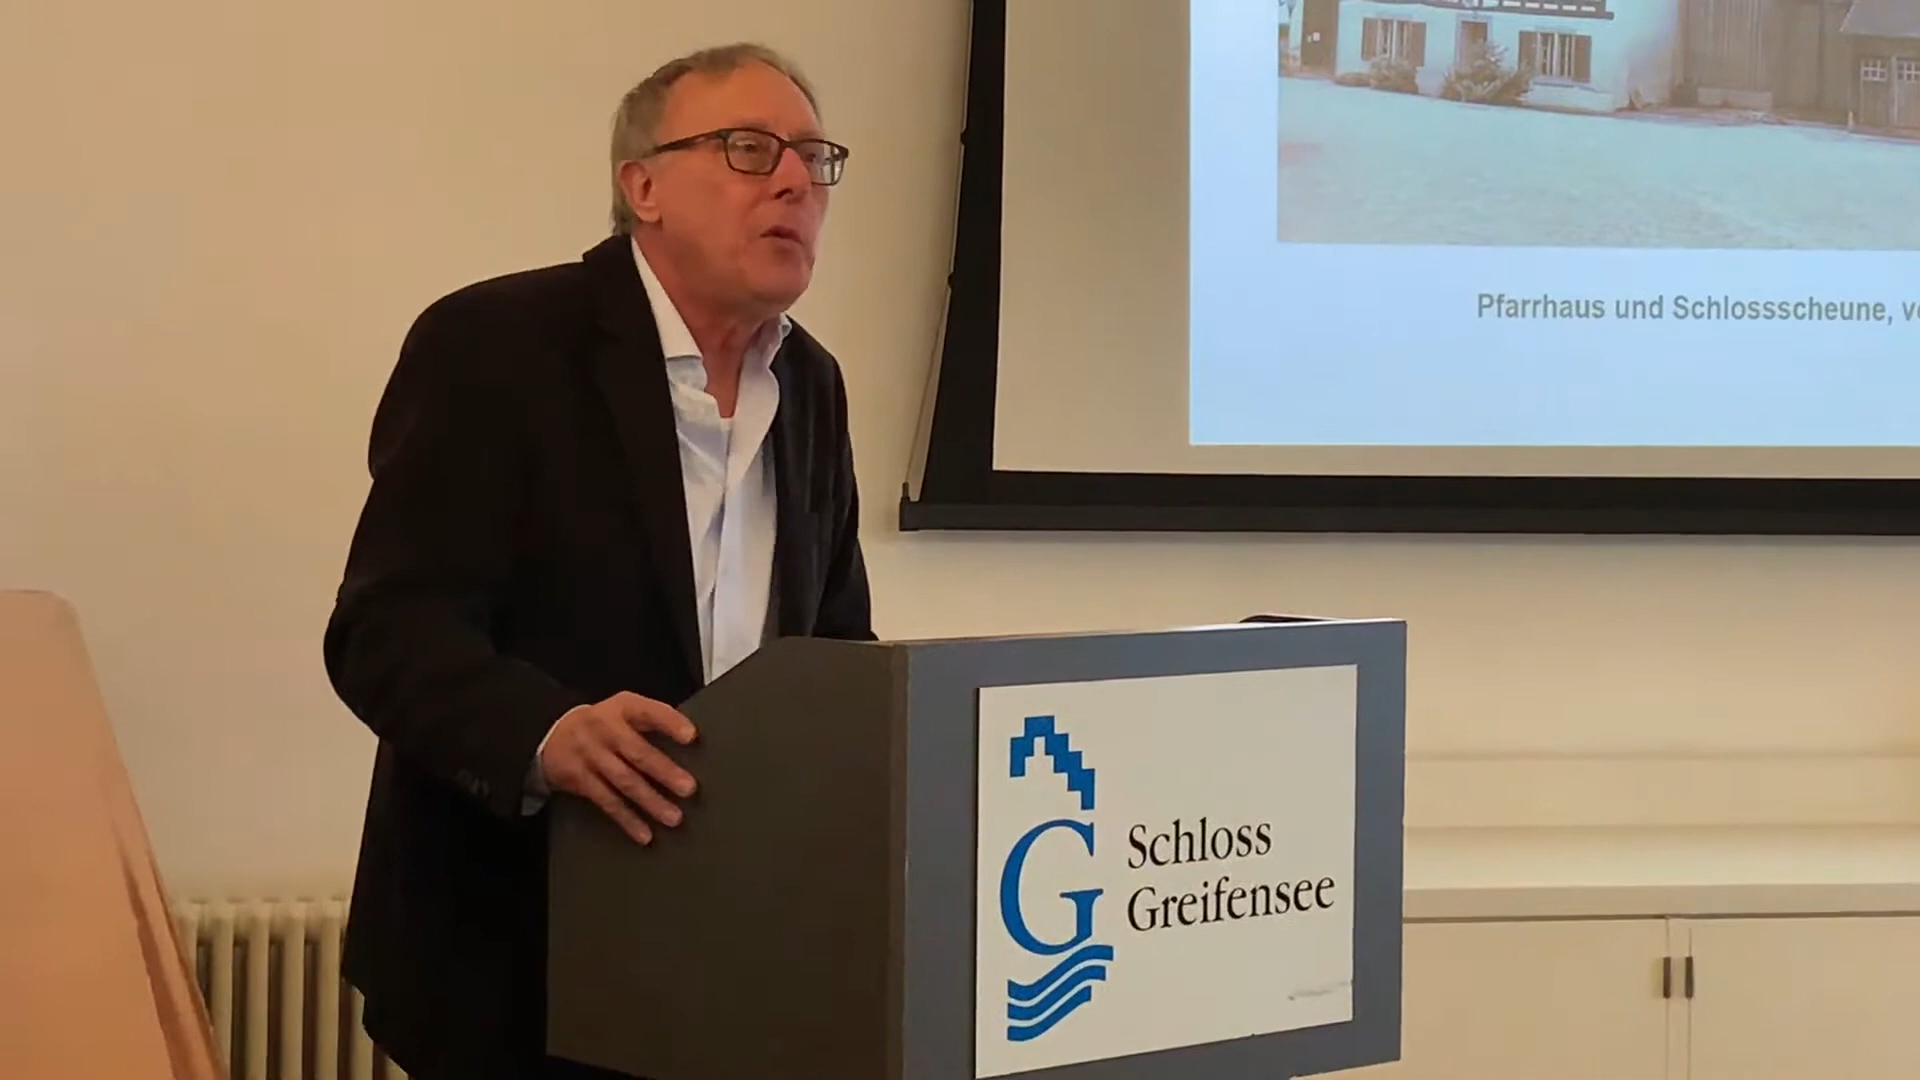 Pfarrhaus und Schlossscheune,
G
Schloss
Greifensee